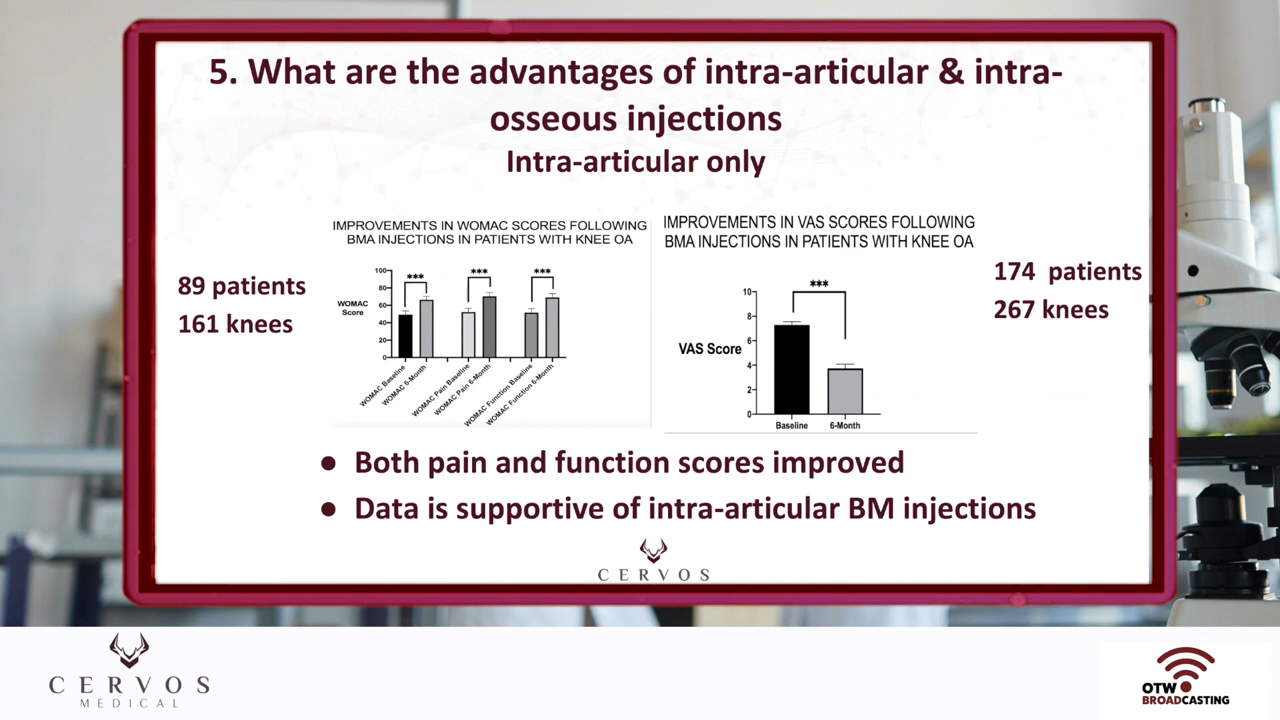 5. What are the advantages of intra-articular & intra-
osseous injections
Intra-articular only
89 patients
161 knees
IMPROVEMENTS IN WOMAC SCORES FOLLOWING
BMA INJECTIONS IN PATIENTS WITH KNEE OA
WOMAC
Score
100
80
60
40
20
0
***
***
***
WOMAC Baseline
WOMAC 6-Month
WOMAC Pain Baseline
WOMAC Pain 6-Month
WOMAC Function Baseline
WOMAC Function 6-Month
IMPROVEMENTS IN VAS SCORES FOLLOWING
BMA INJECTIONS IN PATIENTS WITH KNEE OA
VAS Score
10
8
6
4
2
0
***
Baseline
6-Month
174 patients
267 knees
● Both pain and function scores improved
● Data is supportive of intra-articular BM injections
CERVOS
CERVOS
MEDICAL
OTW
BROADCASTING